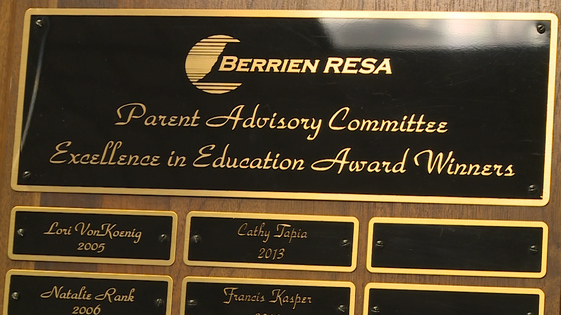 BERRIEN RESA
Parent Advisory Committee
Excellence in Education Award Winners
Lori VonKoenig
2005
Cathy Tapia
2013
Natalie Rank
2006
Francis Kasper